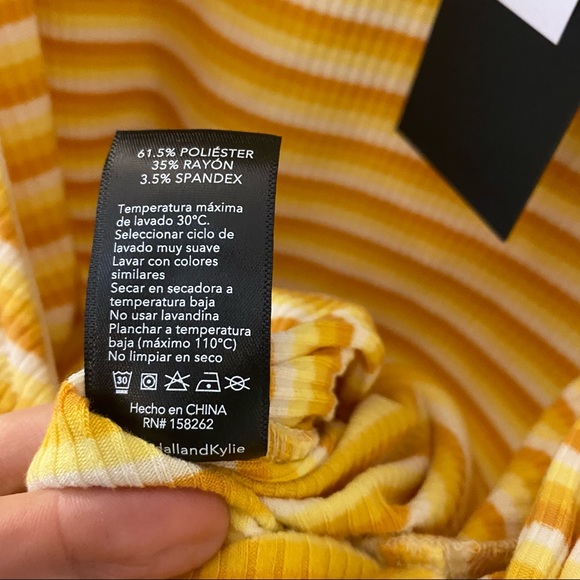 61.5% POLIÉSTER
35% RAYÓN
3.5% SPANDEX
Temperatura máxima
de lavado 30°C.
Seleccionar ciclo de
lavado muy suave
Lavar con colores
similares
Secar en secadora a
temperatura baja
No usar lavandina
Planchar a temperatura
baja (máximo 110°C)
No limpiar en seco
30
Hecho en CHINA
RN# 158262
dallandKylie